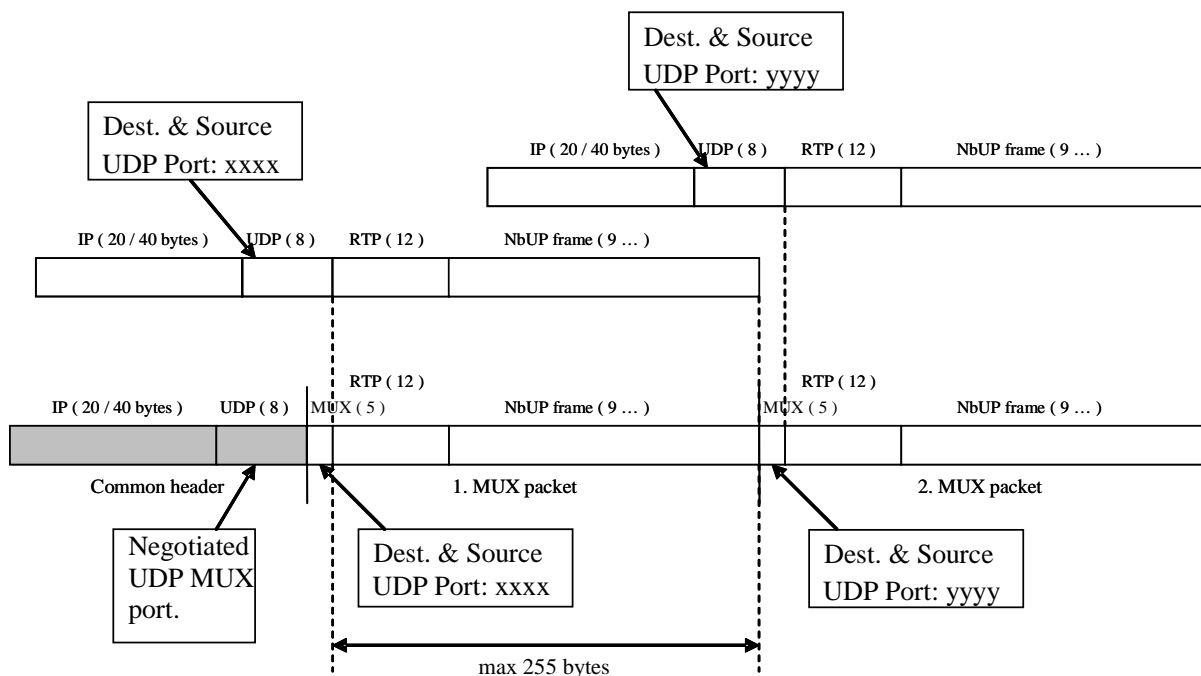 Dest. & Source
UDP Port: yyyy
Dest. & Source
UDP Port: xxxx
IP ( 20 / 40 bytes ) UDP ( 8 ) RTP ( 12 ) NbUP frame ( 9 ... )
IP ( 20 / 40 bytes ) UDP ( 8 ) RTP ( 12 ) NbUP frame ( 9 ... )
RTP ( 12 ) RTP ( 12 )
IP ( 20 / 40 bytes ) UDP ( 8 ) MUX ( 5 ) NbUP frame ( 9 ... ) MUX ( 5 ) NbUP frame ( 9 ... )
Common header 1. MUX packet 2. MUX packet
Negotiated
UDP MUX
port.
Dest. & Source
UDP Port: xxxx
Dest. & Source
UDP Port: yyyy
max 255 bytes